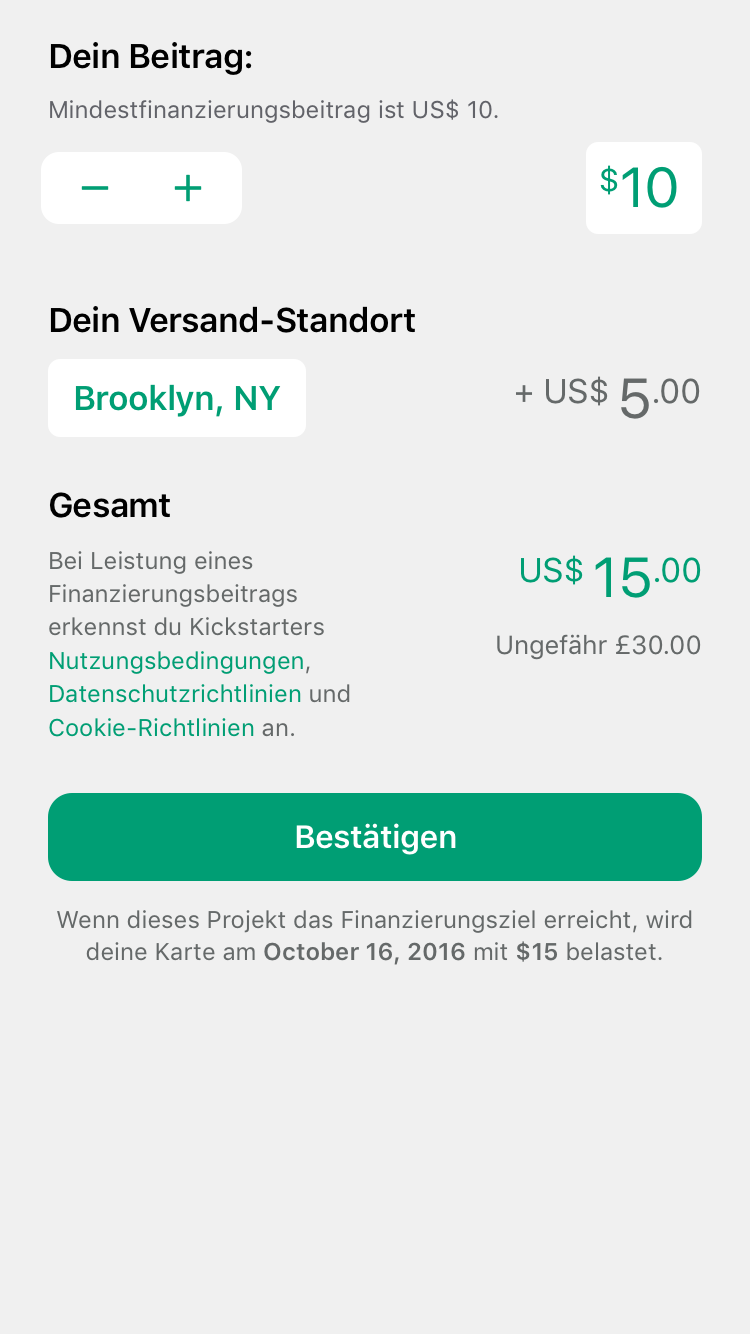 Dein Beitrag:
Mindestfinanzierungsbeitrag ist US$ 10.
− +
$10
Dein Versand-Standort
Brooklyn, NY
+ US$ 5.00
Gesamt
Bei Leistung eines
Finanzierungsbeitrags
erkennst du Kickstarters
Nutzungsbedingungen,
Datenschutzrichtlinien und
Cookie-Richtlinien an.
US$ 15.00
Ungefähr £30.00
Bestätigen
Wenn dieses Projekt das Finanzierungsziel erreicht, wird
deine Karte am October 16, 2016 mit $15 belastet.